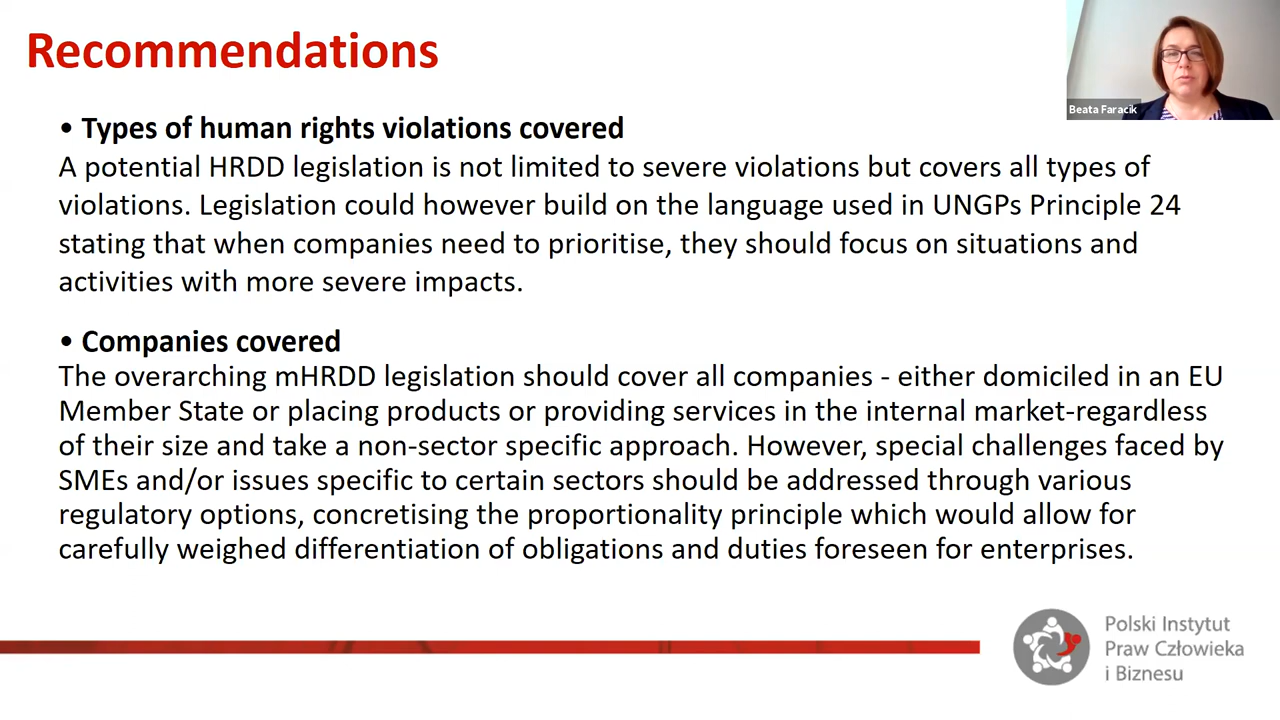 Recommendations
Beata Faracik
• Types of human rights violations covered
A potential HRDD legislation is not limited to severe violations but covers all types of
violations. Legislation could however build on the language used in UNGPs Principle 24
stating that when companies need to prioritise, they should focus on situations and
activities with more severe impacts.
• Companies covered
The overarching mHRDD legislation should cover all companies - either domiciled in an EU
Member State or placing products or providing services in the internal market-regardless
of their size and take a non-sector specific approach. However, special challenges faced by
SMEs and/or issues specific to certain sectors should be addressed through various
regulatory options, concretising the proportionality principle which would allow for
carefully weighed differentiation of obligations and duties foreseen for enterprises.
Polski Instytut
Praw Człowieka
i Biznesu